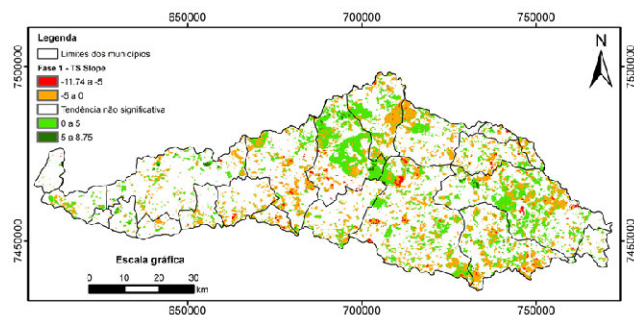 650000 700000 750000
Legenda
Limites dos municípios
Fase 1 - TS Slope
-11.74 a -5
-5 a 0
Tendência não significativa
0 a 5
5 a 8.75
N
7500000 7500000
7450000 7450000
Escala gráfica
0 10 20 30
km
650000 700000 750000